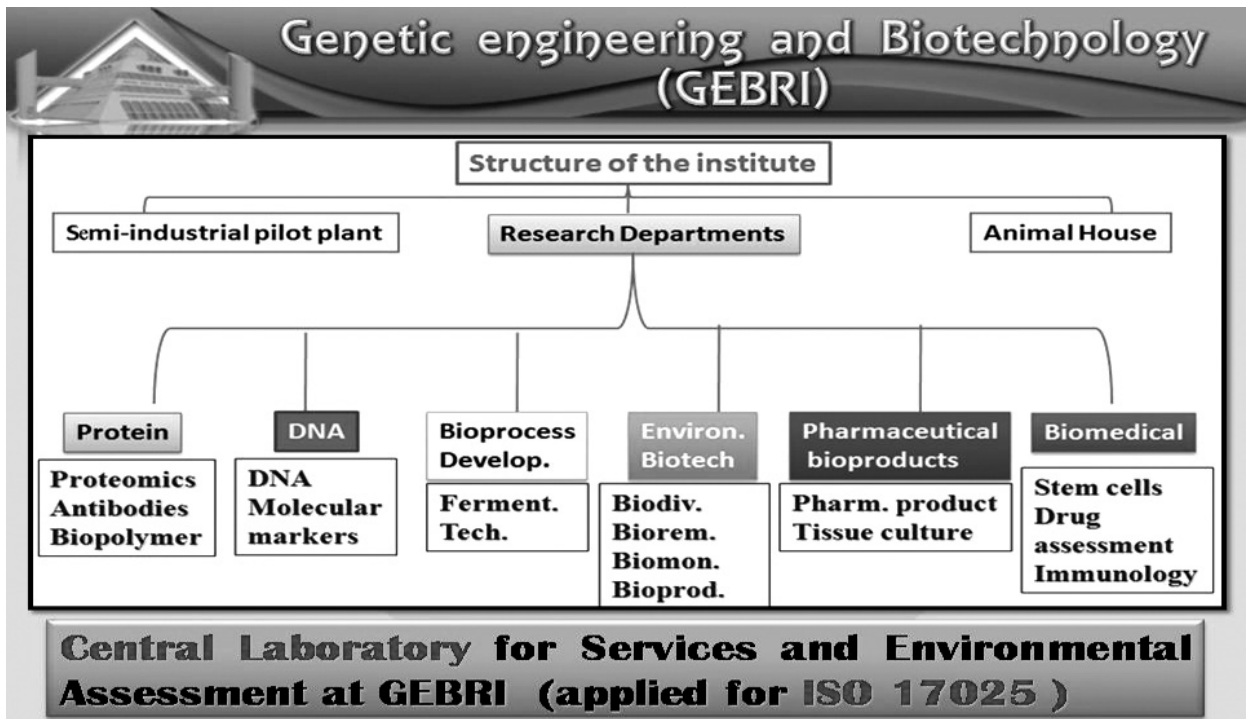 Genetic engineering and Biotechnology
(GEBRI)
Structure of the institute
Semi-industrial pilot plant
Research Departments
Animal House
Protein
Proteomics
Antibodies
Biopolymer
DNA
DNA
Molecular
markers
Bioprocess
Develop.
Ferment.
Tech.
Environ.
Biotech
Biodiv.
Biorem.
Biomon.
Bioprod.
Pharmaceutical
bioproducts
Pharm. product
Tissue culture
Biomedical
Stem cells
Drug
assessment
Immunology
Central Laboratory for Services and Environmental
Assessment at GEBRI (applied for ISO 17025 )